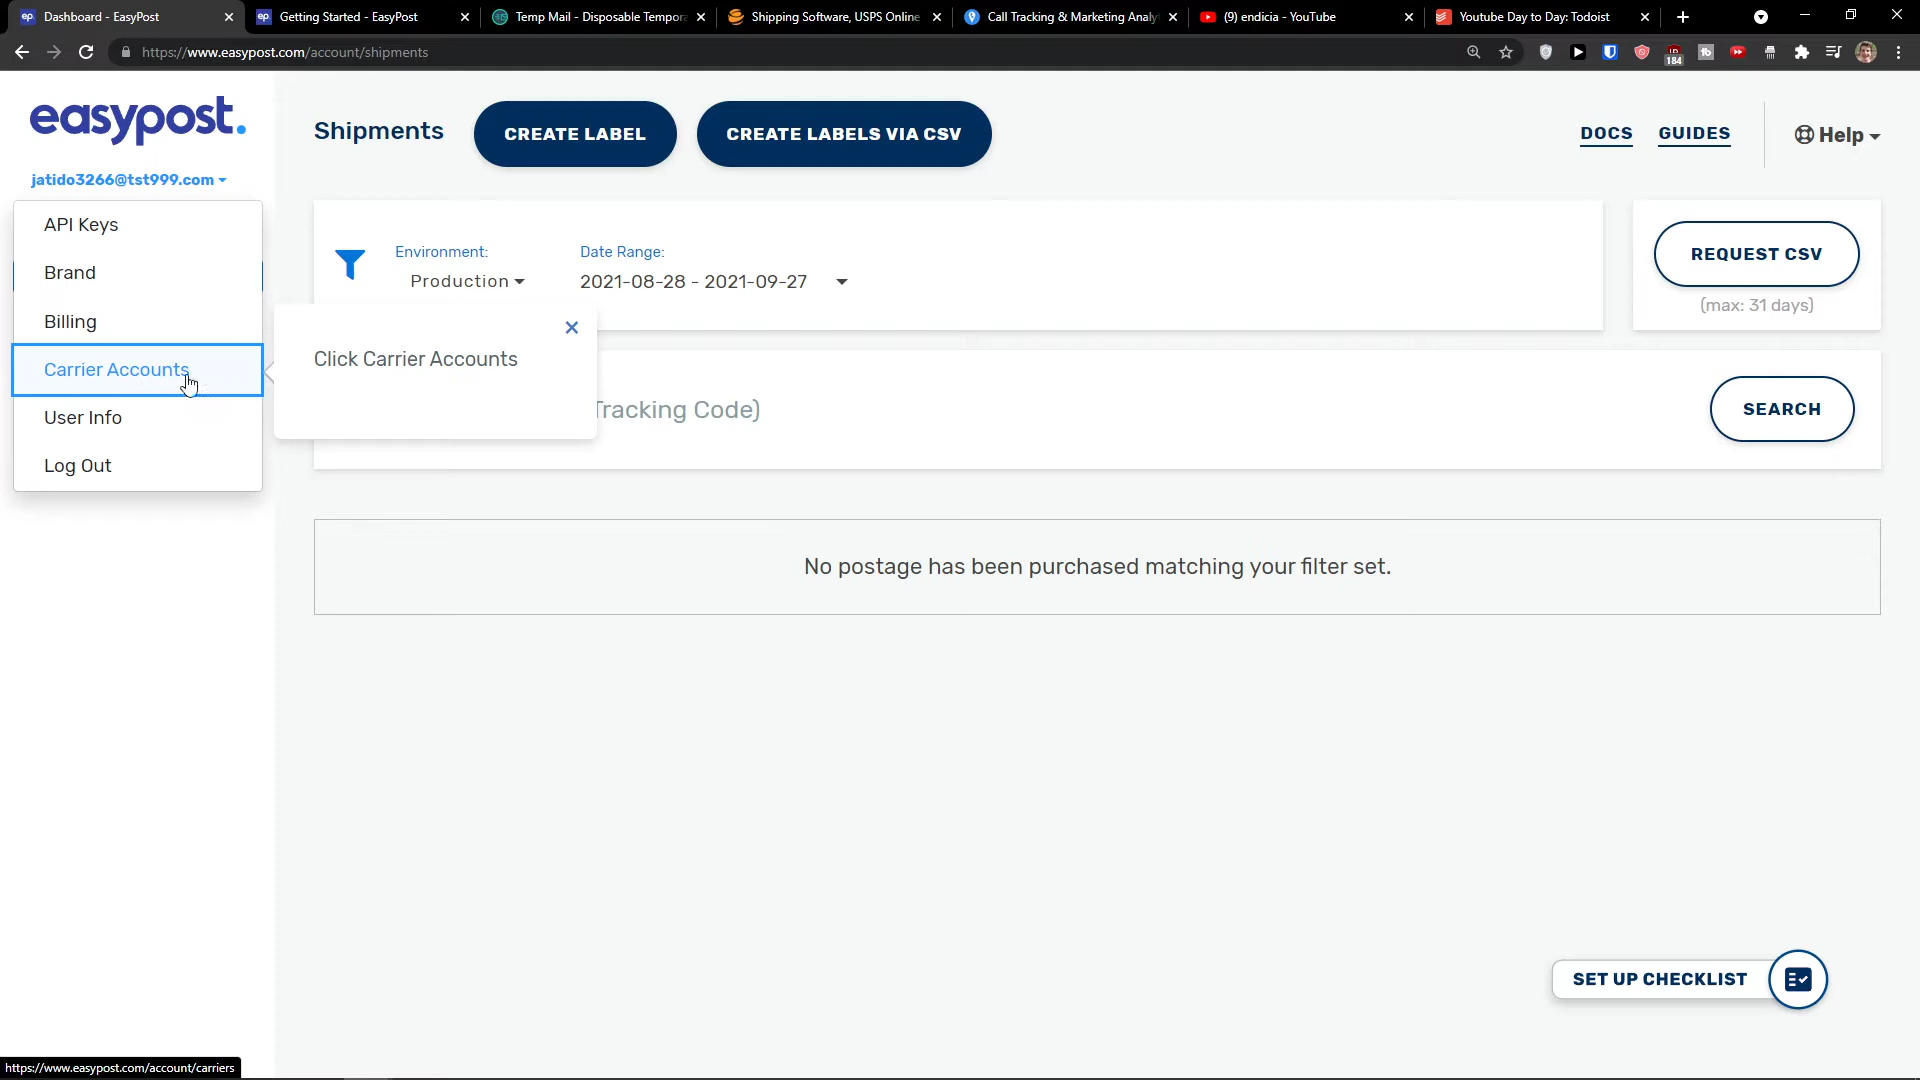 Dashboard - EasyPost
Getting Started - EasyPost
Temp Mail - Disposable Tempora
Shipping Software, USPS Online
Call Tracking & Marketing Analy
(9) endicia - YouTube
Youtube Day to Day: Todoist
https://www.easypost.com/account/shipments
184
easypost.
Shipments
CREATE LABEL
CREATE LABELS VIA CSV
DOCS
GUIDES
Help
jatido3266@tst999.com
API Keys
Brand
Billing
Carrier Accounts
User Info
Log Out
Environment:
Production
Date Range:
2021-08-28 - 2021-09-27
REQUEST CSV
(max: 31 days)
Click Carrier Accounts
Tracking Code)
SEARCH
No postage has been purchased matching your filter set.
SET UP CHECKLIST
https://www.easypost.com/account/carriers